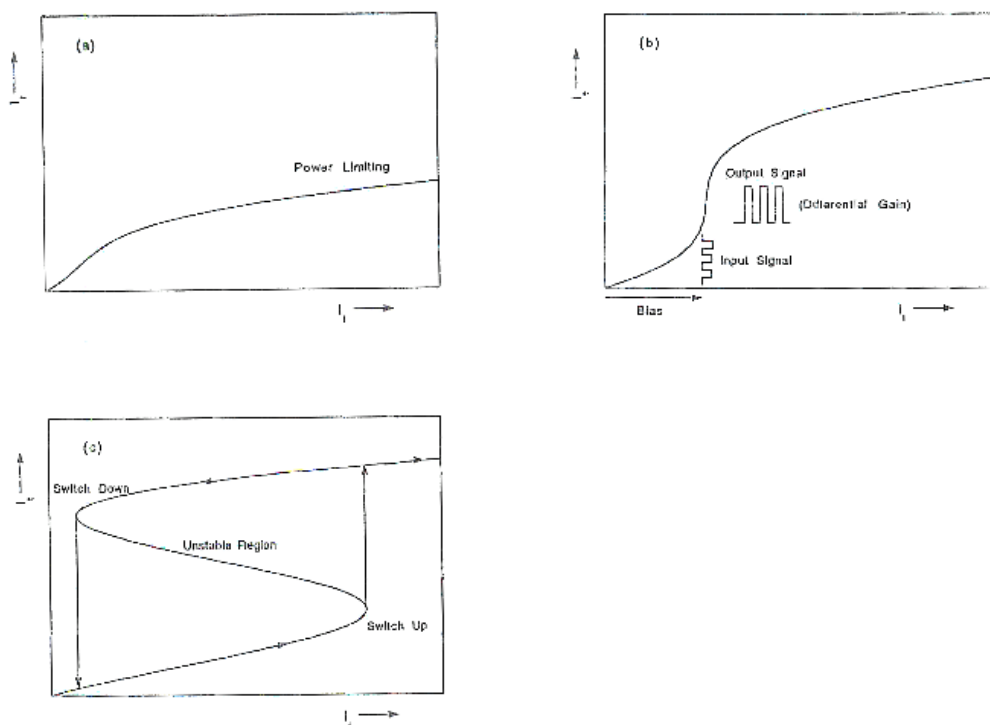 (a)
Power Limiting
I
(b)
Output Signal
(Differential Gain)
Input Signal
Bias
I
(c)
Switch Down
Unstable Region
Switch Up
I